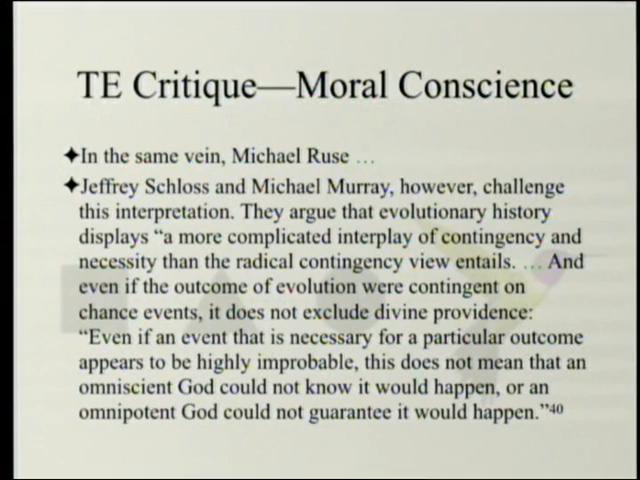 TE Critique—Moral Conscience
✦In the same vein, Michael Ruse …
✦Jeffrey Schloss and Michael Murray, however, challenge
this interpretation. They argue that evolutionary history
displays “a more complicated interplay of contingency and
necessity than the radical contingency view entails. … And
even if the outcome of evolution were contingent on
chance events, it does not exclude divine providence:
“Even if an event that is necessary for a particular outcome
appears to be highly improbable, this does not mean that an
omniscient God could not know it would happen, or an
omnipotent God could not guarantee it would happen.”⁴⁰